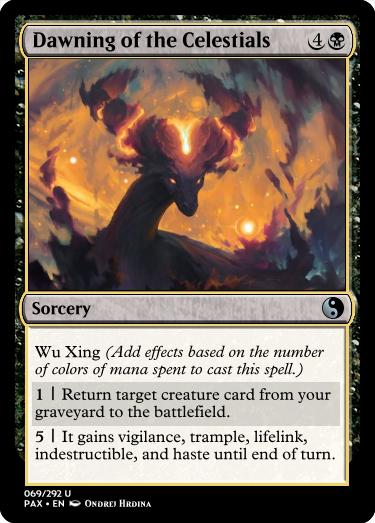 Dawning of the Celestials 4
Sorcery
Wu Xing (Add effects based on the number
of colors of mana spent to cast this spell.)
1 | Return target creature card from your
graveyard to the battlefield.
5 | It gains vigilance, trample, lifelink,
indestructible, and haste until end of turn.
069/292 U
PAX • EN Ondrej Hrdina